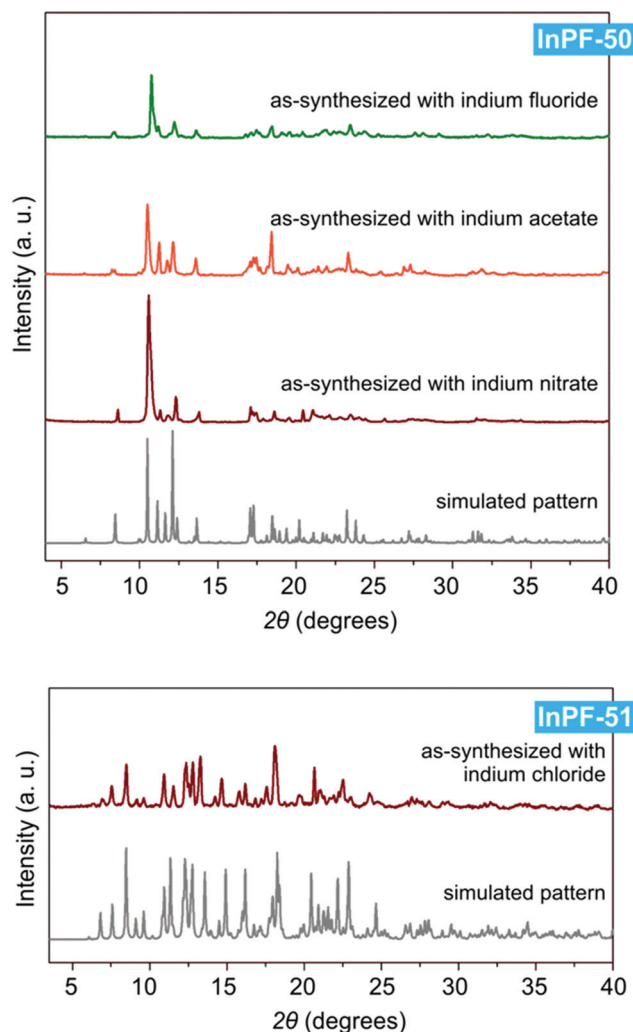 InPF-50
as-synthesized with indium fluoride
as-synthesized with indium acetate
as-synthesized with indium nitrate
simulated pattern
Intensity (a. u.)
5 10 15 20 25 30 35 40
2θ (degrees)
InPF-51
as-synthesized with
indium chloride
simulated pattern
Intensity (a. u.)
5 10 15 20 25 30 35 40
2θ (degrees)